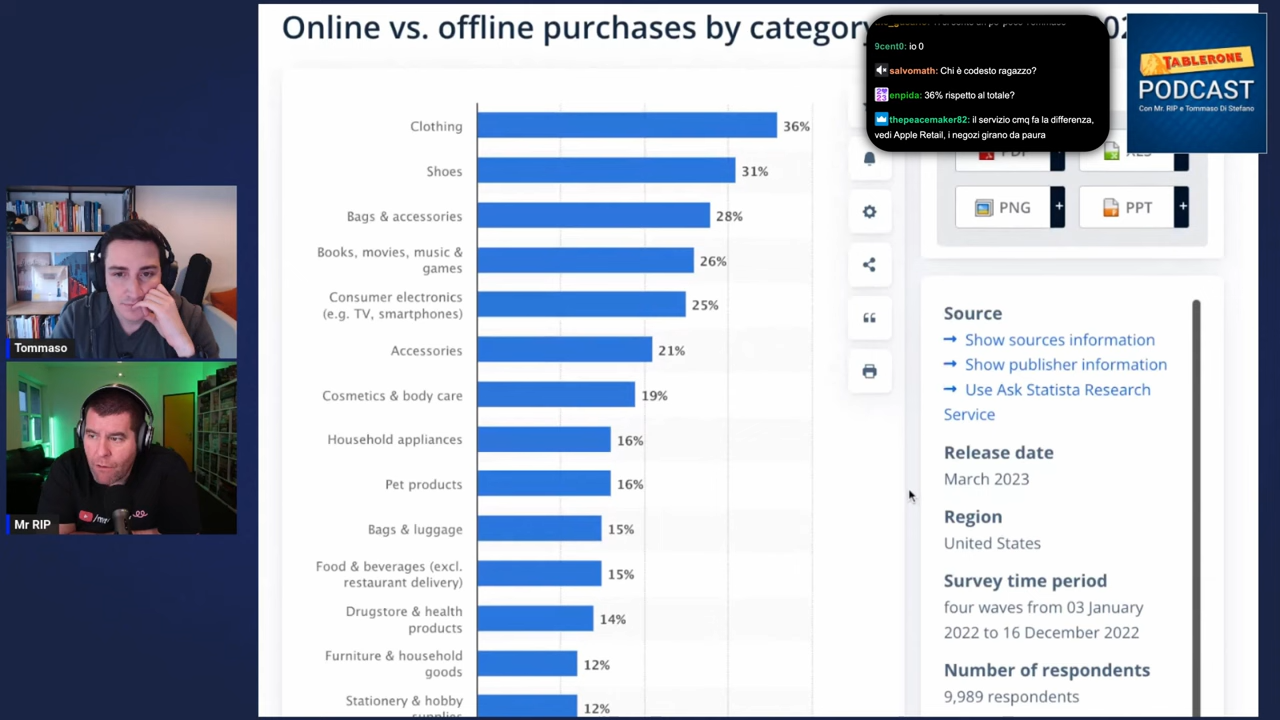 Online vs. offline purchases by category
9cent0: io 0
salvomath: Chi è codesto ragazzo?
enpida: 36% rispetto al totale?
thepeacemaker82: il servizio cmq fa la differenza,
vedi Apple Retail, i negozi girano da paura
TABLERONE
PODCAST
Con Mr. RIP e Tommaso Di Stefano
Clothing 36%
Shoes 31%
Bags & accessories 28%
Books, movies, music &
games 26%
Consumer electronics
(e.g. TV, smartphones) 25%
Accessories 21%
Cosmetics & body care 19%
Household appliances 16%
Pet products 16%
Bags & luggage 15%
Food & beverages (excl.
restaurant delivery) 15%
Drugstore & health
products 14%
Furniture & household
goods 12%
Stationery & hobby
supplies 12%
PDF +
XLS +
PNG +
PPT +
Source
→ Show sources information
→ Show publisher information
→ Use Ask Statista Research
Service
Release date
March 2023
Region
United States
Survey time period
four waves from 03 January
2022 to 16 December 2022
Number of respondents
9,989 respondents
Tommaso
Mr RIP